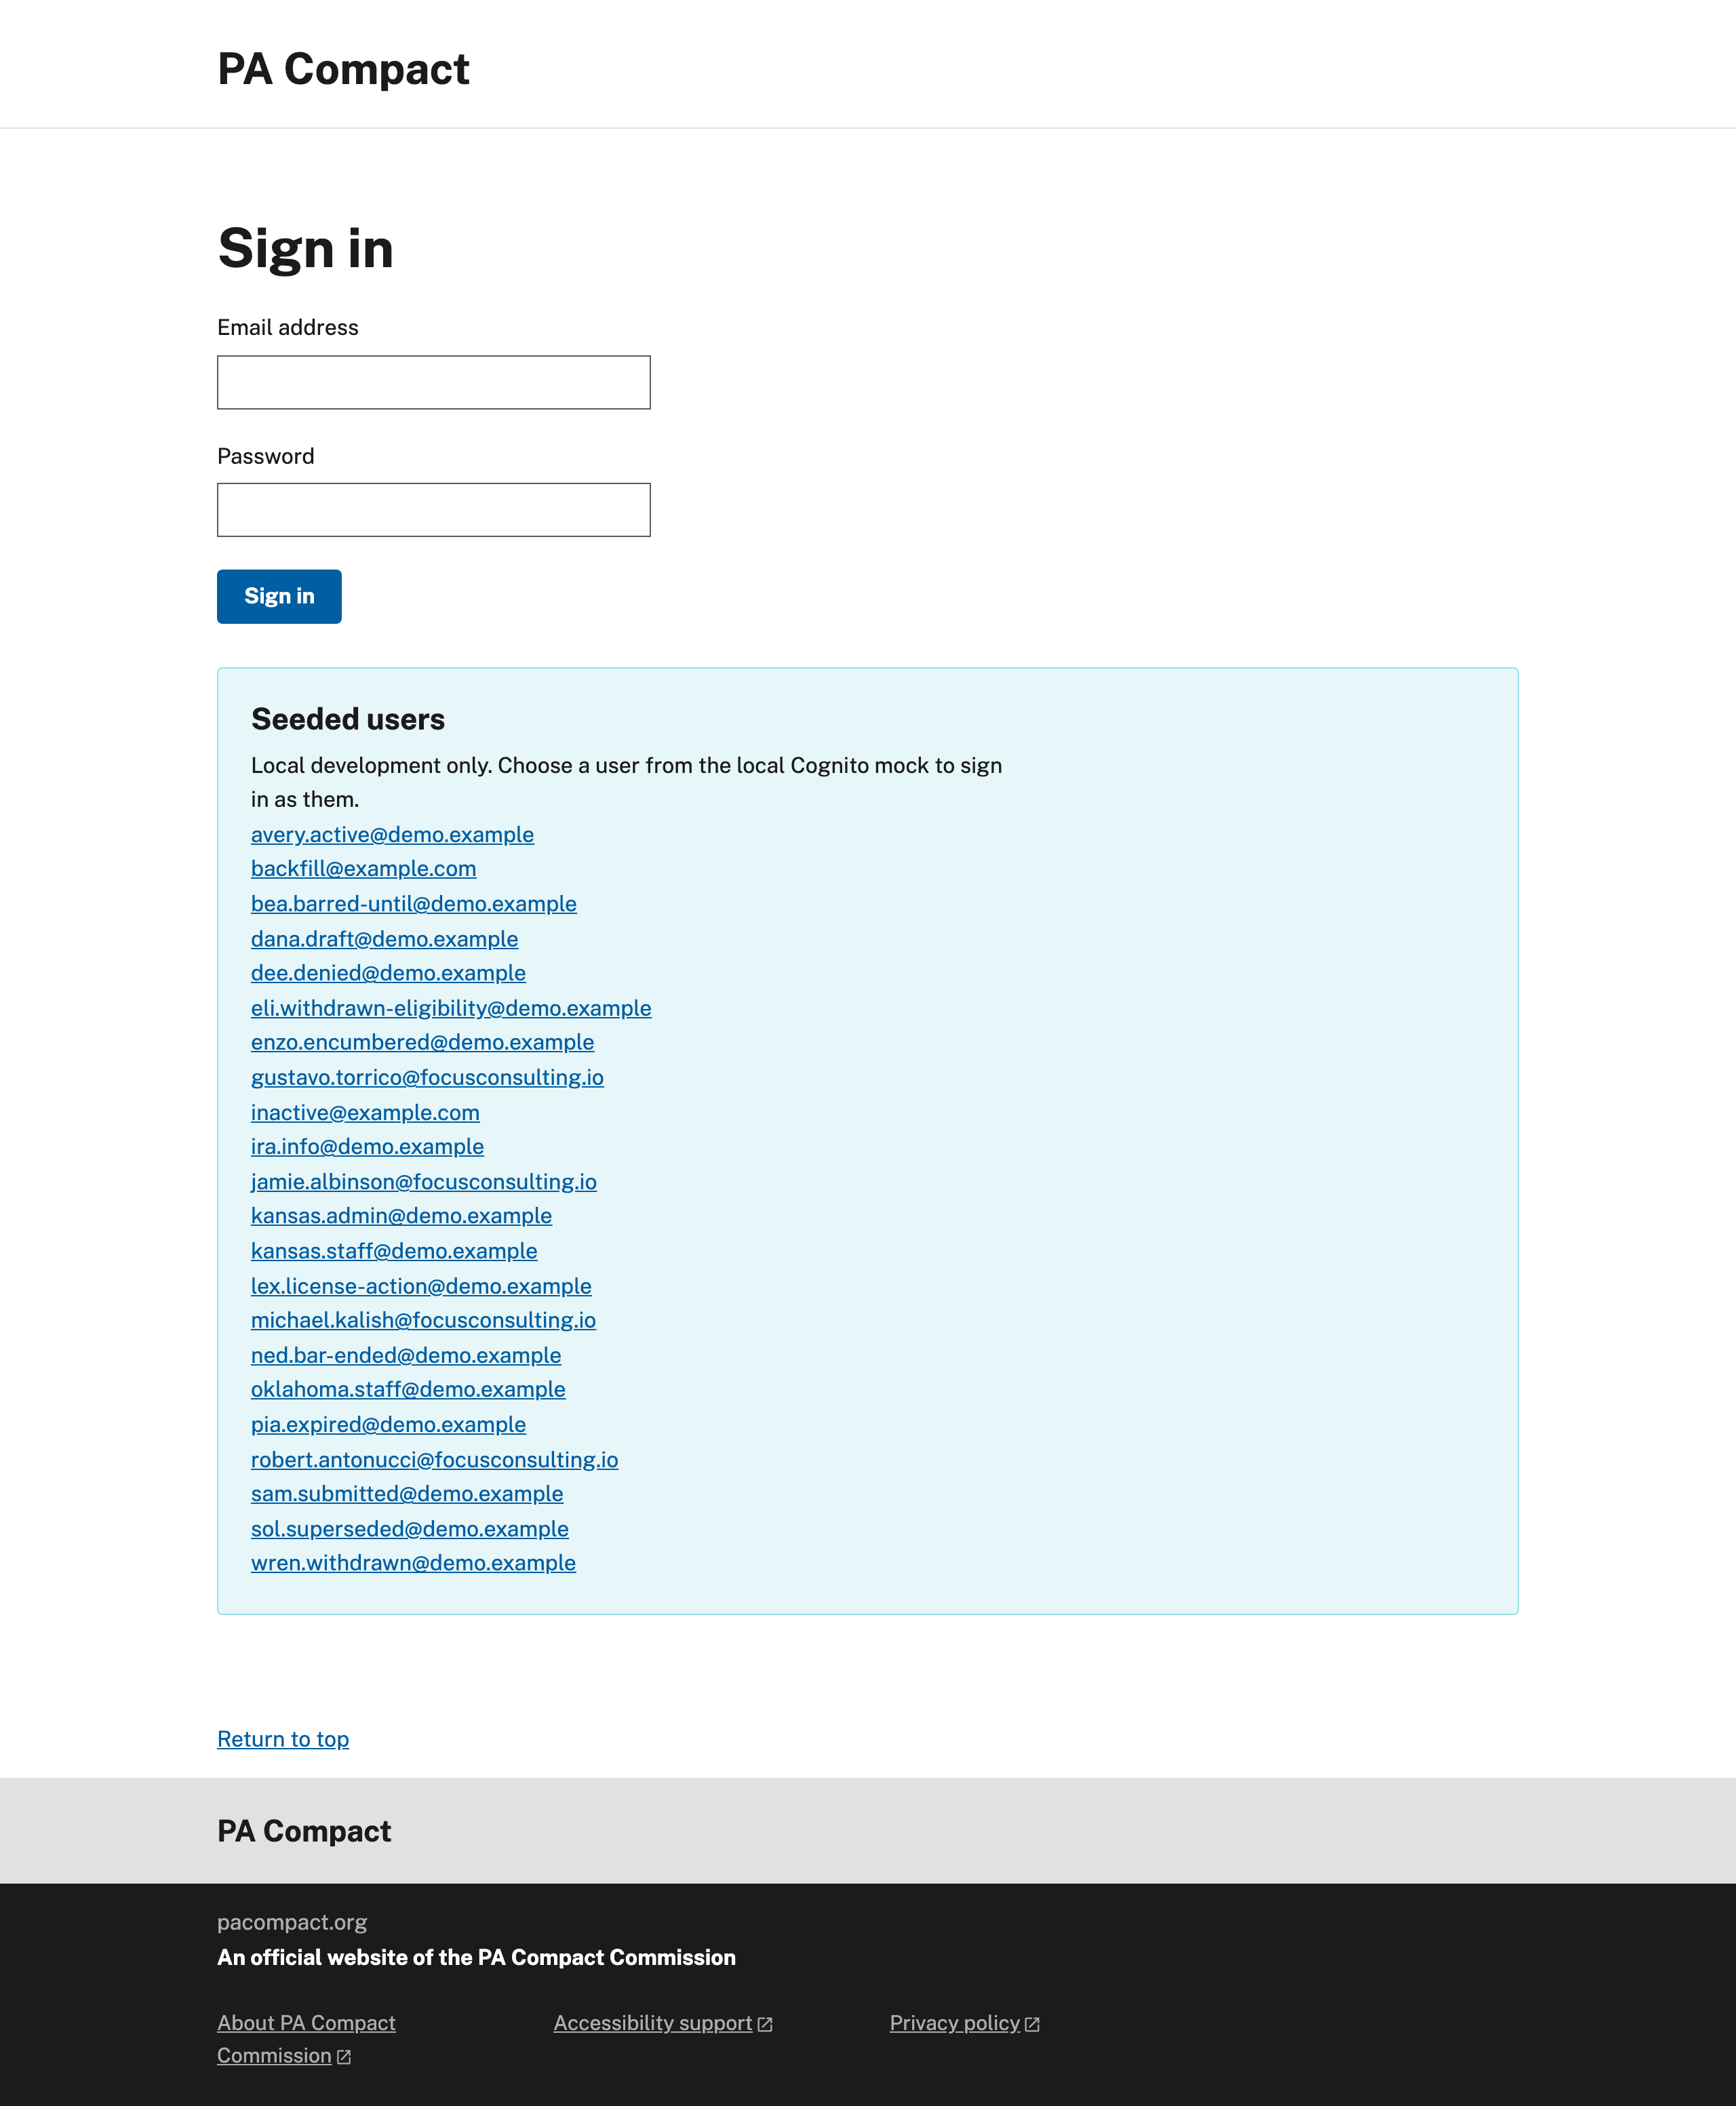 PA Compact
Sign in
Email address
Password
Sign in
Seeded users
Local development only. Choose a user from the local Cognito mock to sign
in as them.
avery.active@demo.example
backfill@example.com
bea.barred-until@demo.example
dana.draft@demo.example
dee.denied@demo.example
eli.withdrawn-eligibility@demo.example
enzo.encumbered@demo.example
gustavo.torrico@focusconsulting.io
inactive@example.com
ira.info@demo.example
jamie.albinson@focusconsulting.io
kansas.admin@demo.example
kansas.staff@demo.example
lex.license-action@demo.example
michael.kalish@focusconsulting.io
ned.bar-ended@demo.example
oklahoma.staff@demo.example
pia.expired@demo.example
robert.antonucci@focusconsulting.io
sam.submitted@demo.example
sol.superseded@demo.example
wren.withdrawn@demo.example
Return to top
PA Compact
pacompact.org
An official website of the PA Compact Commission
About PA Compact
Commission
Accessibility support
Privacy policy